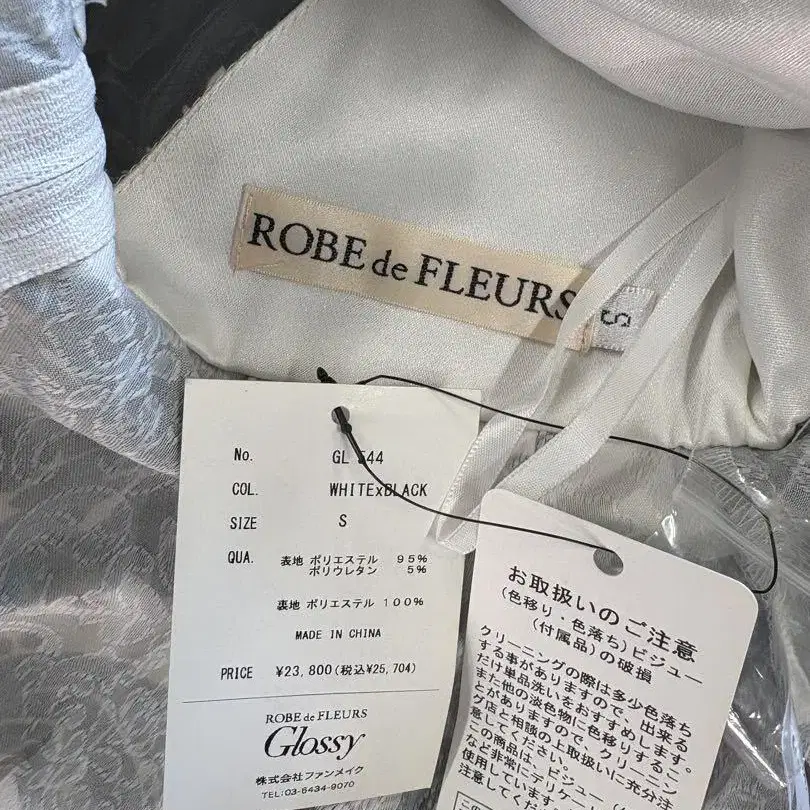 ROBE de FLEURS
S
No. GL 544
COL. WHITExBLACK
SIZE S
QUA. 表地 ポリエステル 95%
ポリウレタン 5%
裏地 ポリエステル 100%
MADE IN CHINA
PRICE ¥23,800(税込¥25,704)
ROBE de FLEURS
Glossy
株式会社ファンメイク
TEL:03-6434-9070
お取扱いのご注意
(色移り・色落ち)ビジュー
(付属品)の破損
クリーニングの際は多少色落ち
する事がありますので、出来る
だけ単品洗いをおすすめします。
また他の淡色物に色移りするこ
とがありますので、クリーニン
グ店と相談の上取扱いに充分注
意してください。
この商品は、ビジュー
など非常にデリケー
使用しています。
注意してくだ